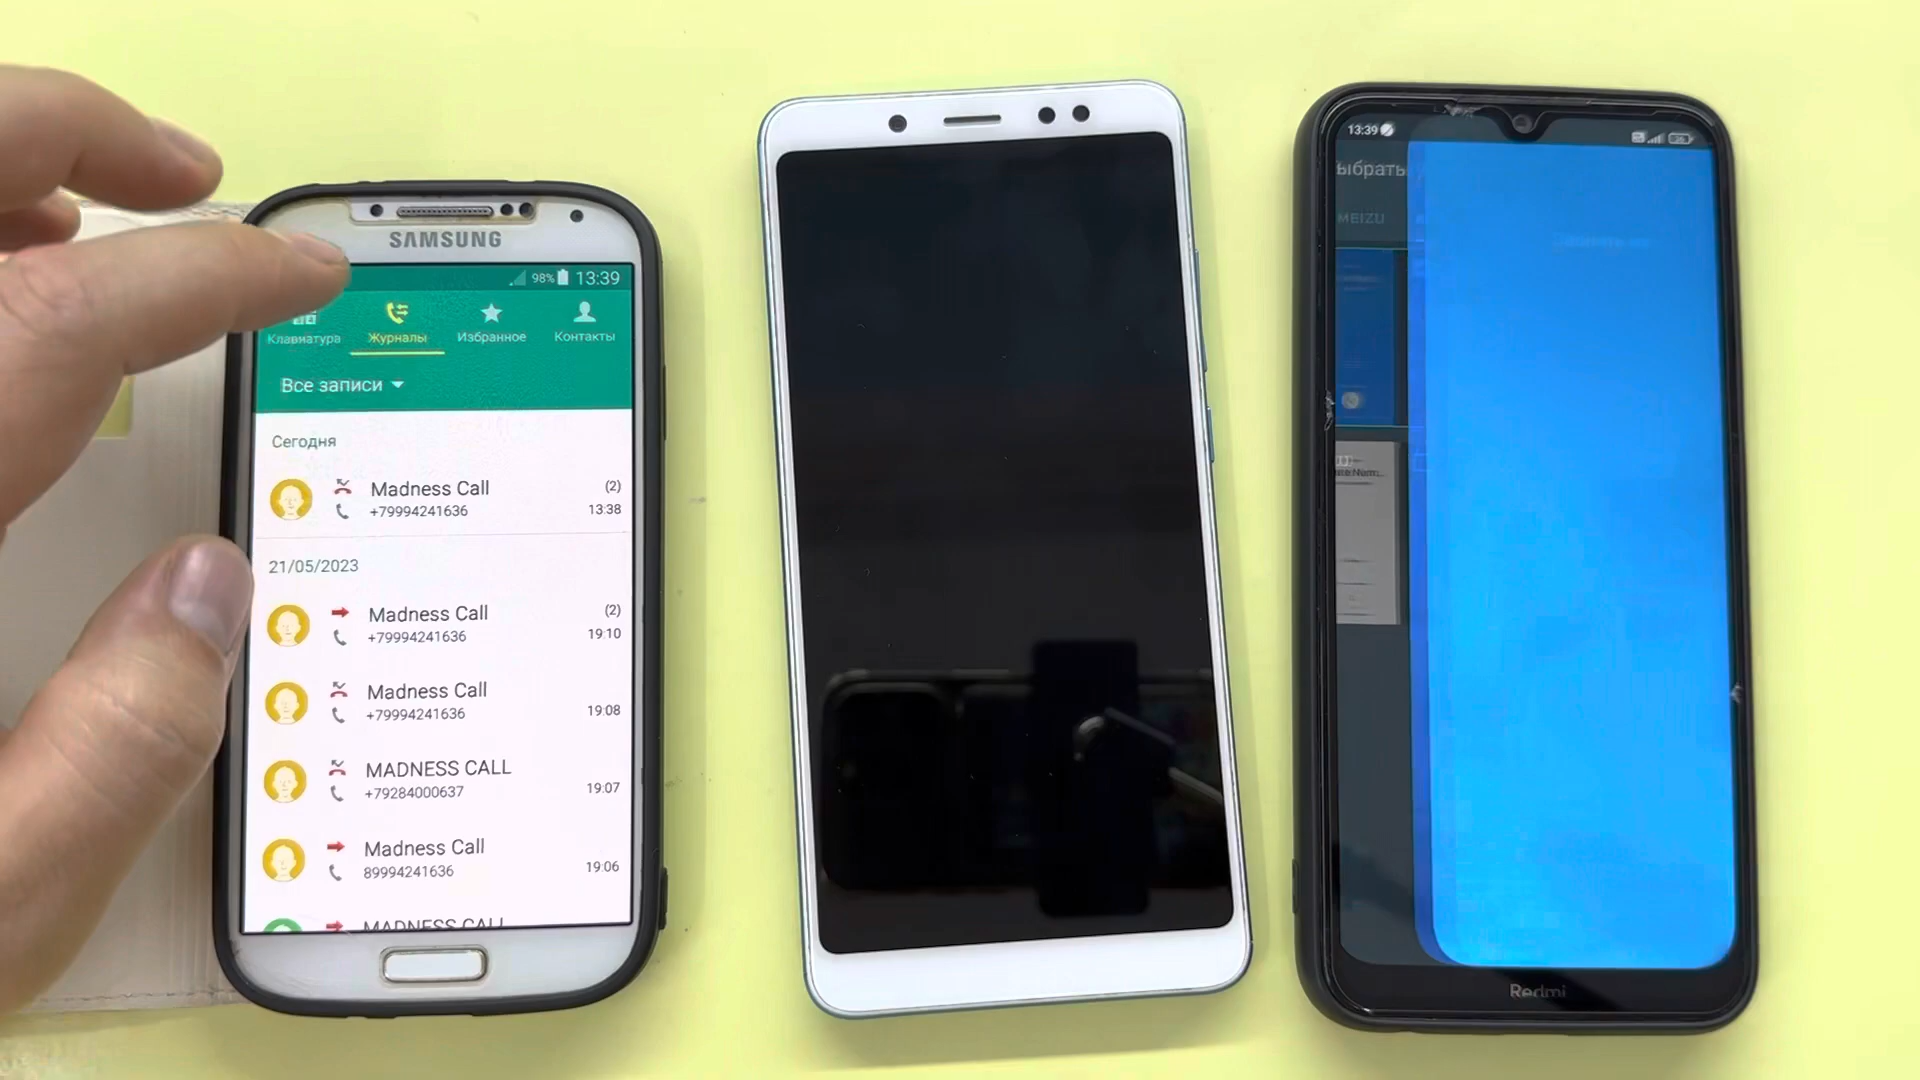 SAMSUNG
98% 13:39
Клавиатура Журналы Избранное Контакты
Все записи
Сегодня
Madness Call (2)
+79994241636 13:38
21/05/2023
Madness Call (2)
+79994241636 19:10
Madness Call
+79994241636 19:08
MADNESS CALL
+79284000637 19:07
Madness Call
89994241636 19:06
MADNESS CALL
13:39
ыбрать
MEIZU
Redmi